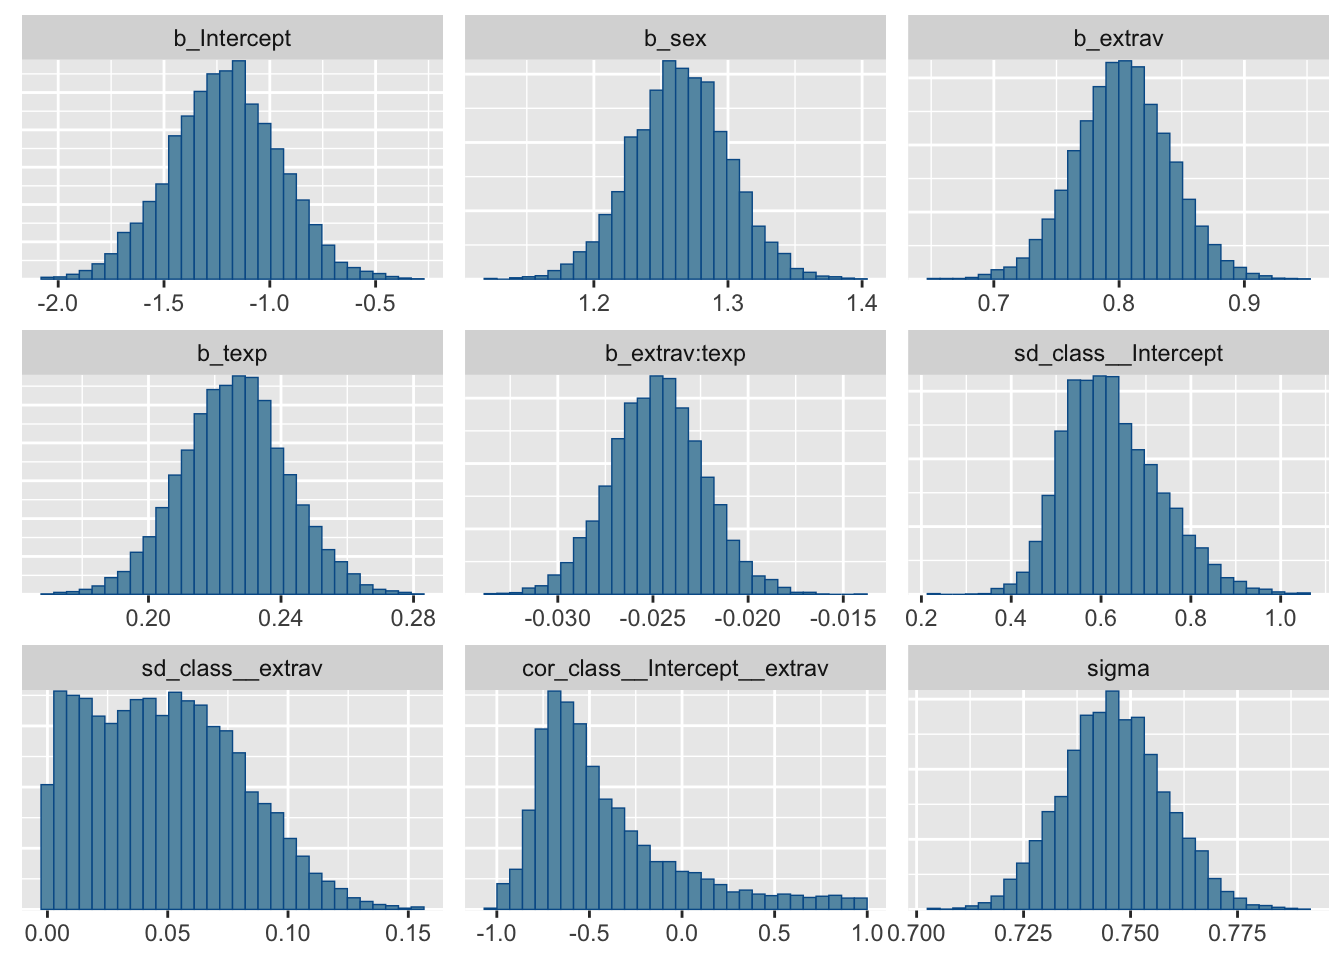 b_Intercept b_sex b_extrav
-2.0 -1.5 -1.0 -0.5 1.2 1.3 1.4 0.7 0.8 0.9
b_texp b_extrav:texp sd_class__Intercept
0.20 0.24 0.28 -0.030 -0.025 -0.020 -0.015 0.2 0.4 0.6 0.8 1.0
sd_class__extrav cor_class__Intercept__extrav sigma
0.00 0.05 0.10 0.15 -1.0 -0.5 0.0 0.5 1.0 0.700 0.725 0.750 0.775